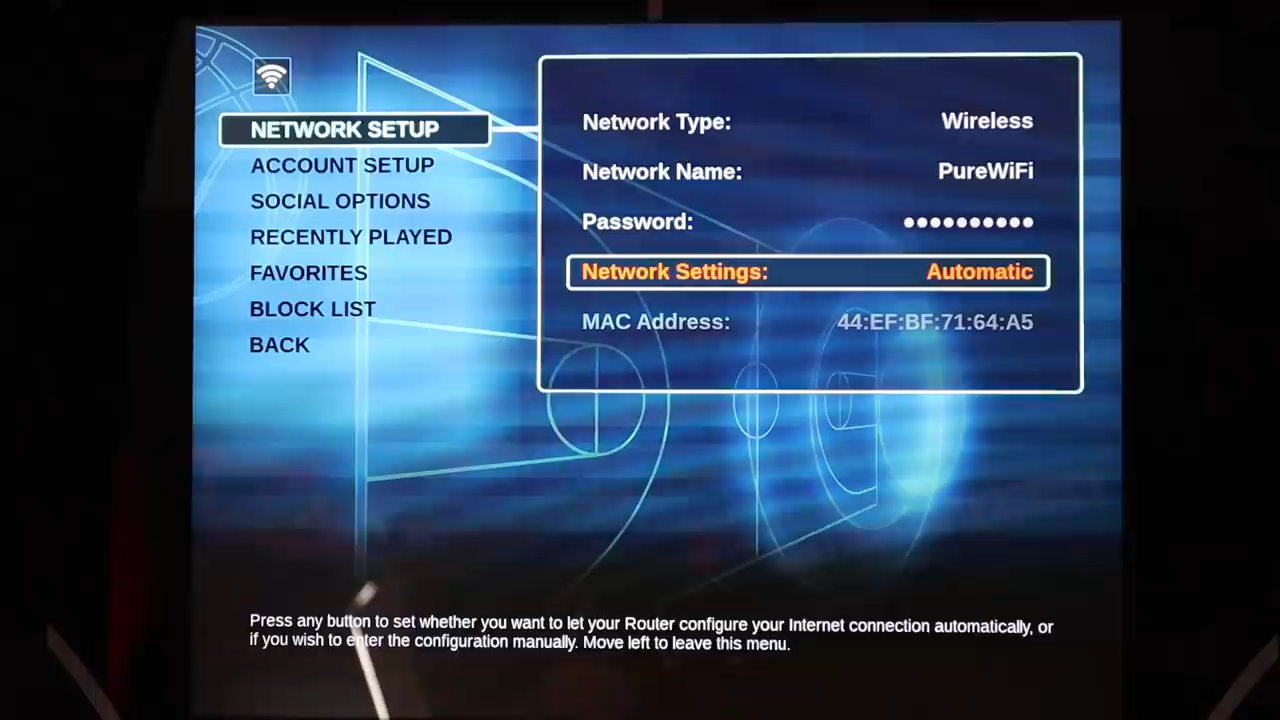 NETWORK SETUP
ACCOUNT SETUP
SOCIAL OPTIONS
RECENTLY PLAYED
FAVORITES
BLOCK LIST
BACK
Network Type: Wireless
Network Name: PureWiFi
Password: ••••••••••
Network Settings: Automatic
MAC Address: 44:EF:BF:71:64:A5
Press any button to set whether you want to let your Router configure your Internet connection automatically, or
if you wish to enter the configuration manually. Move left to leave this menu.